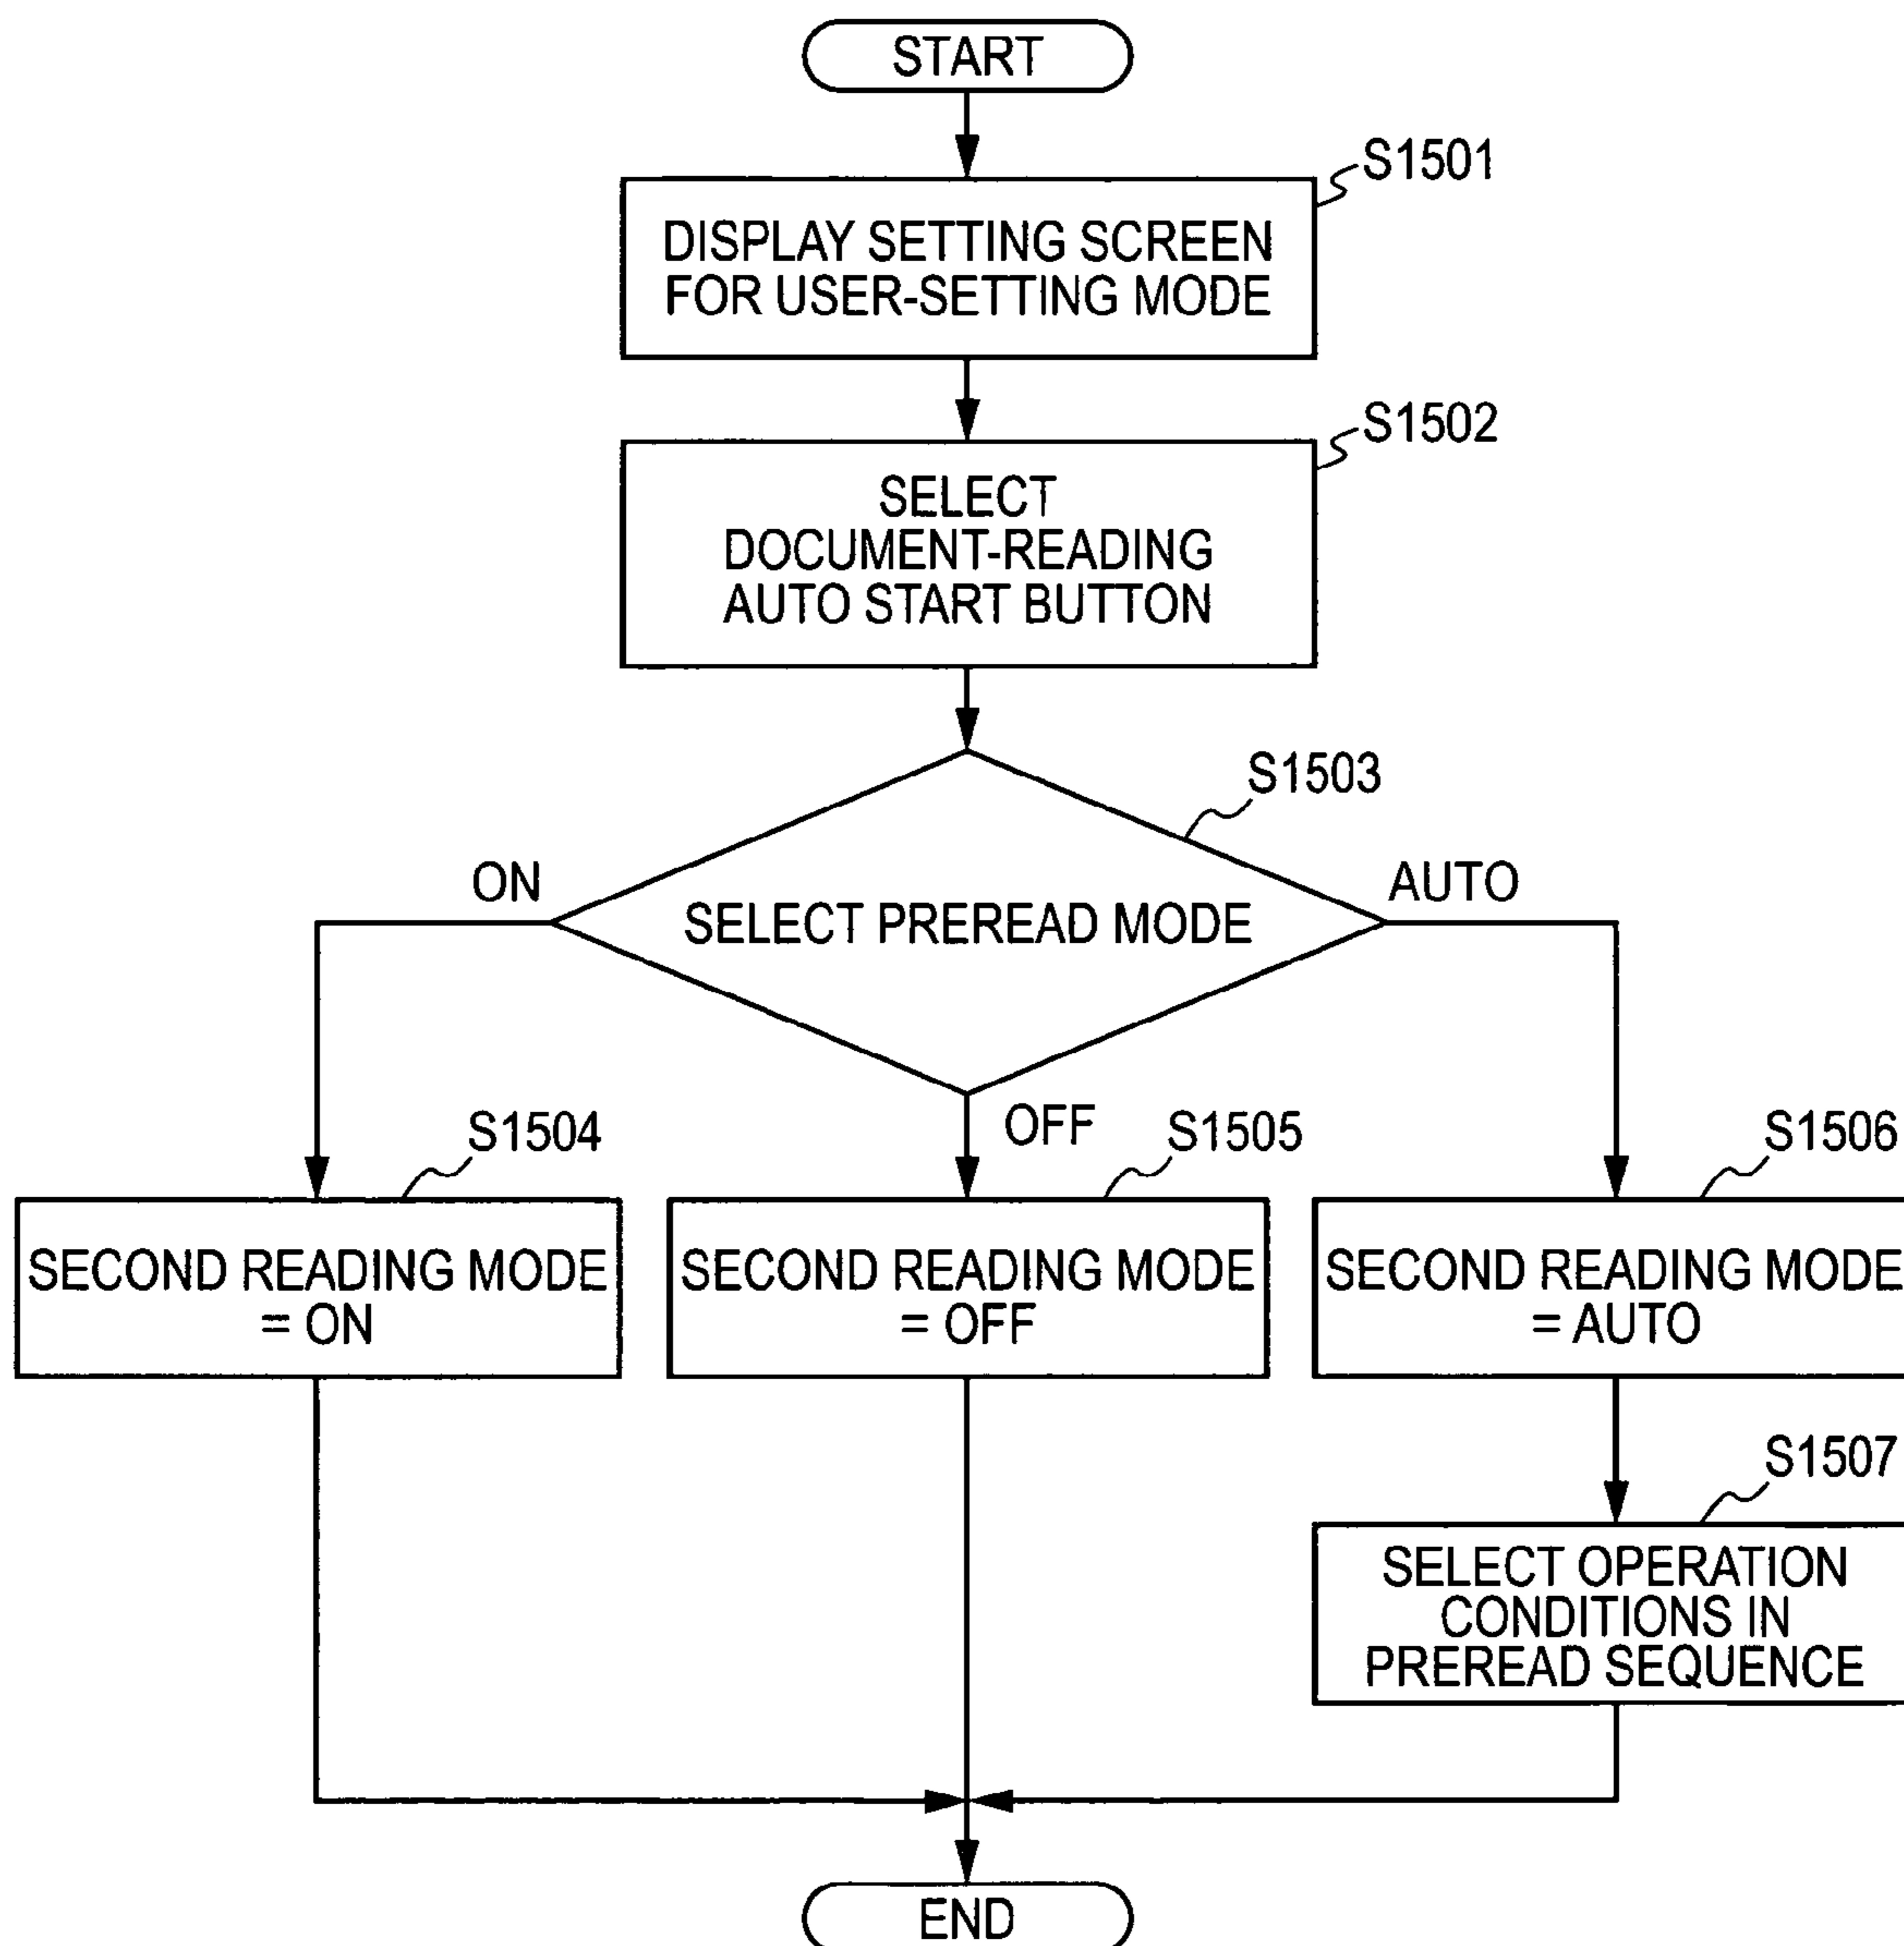 START
S1501
DISPLAY SETTING SCREEN
FOR USER-SETTING MODE
S1502
SELECT
DOCUMENT-READING
AUTO START BUTTON
S1503
ON
AUTO
SELECT PREREAD MODE
OFF
S1504
S1505
S1506
SECOND READING MODE
= ON
SECOND READING MODE
= OFF
SECOND READING MODE
= AUTO
S1507
SELECT OPERATION
CONDITIONS IN
PREREAD SEQUENCE
END